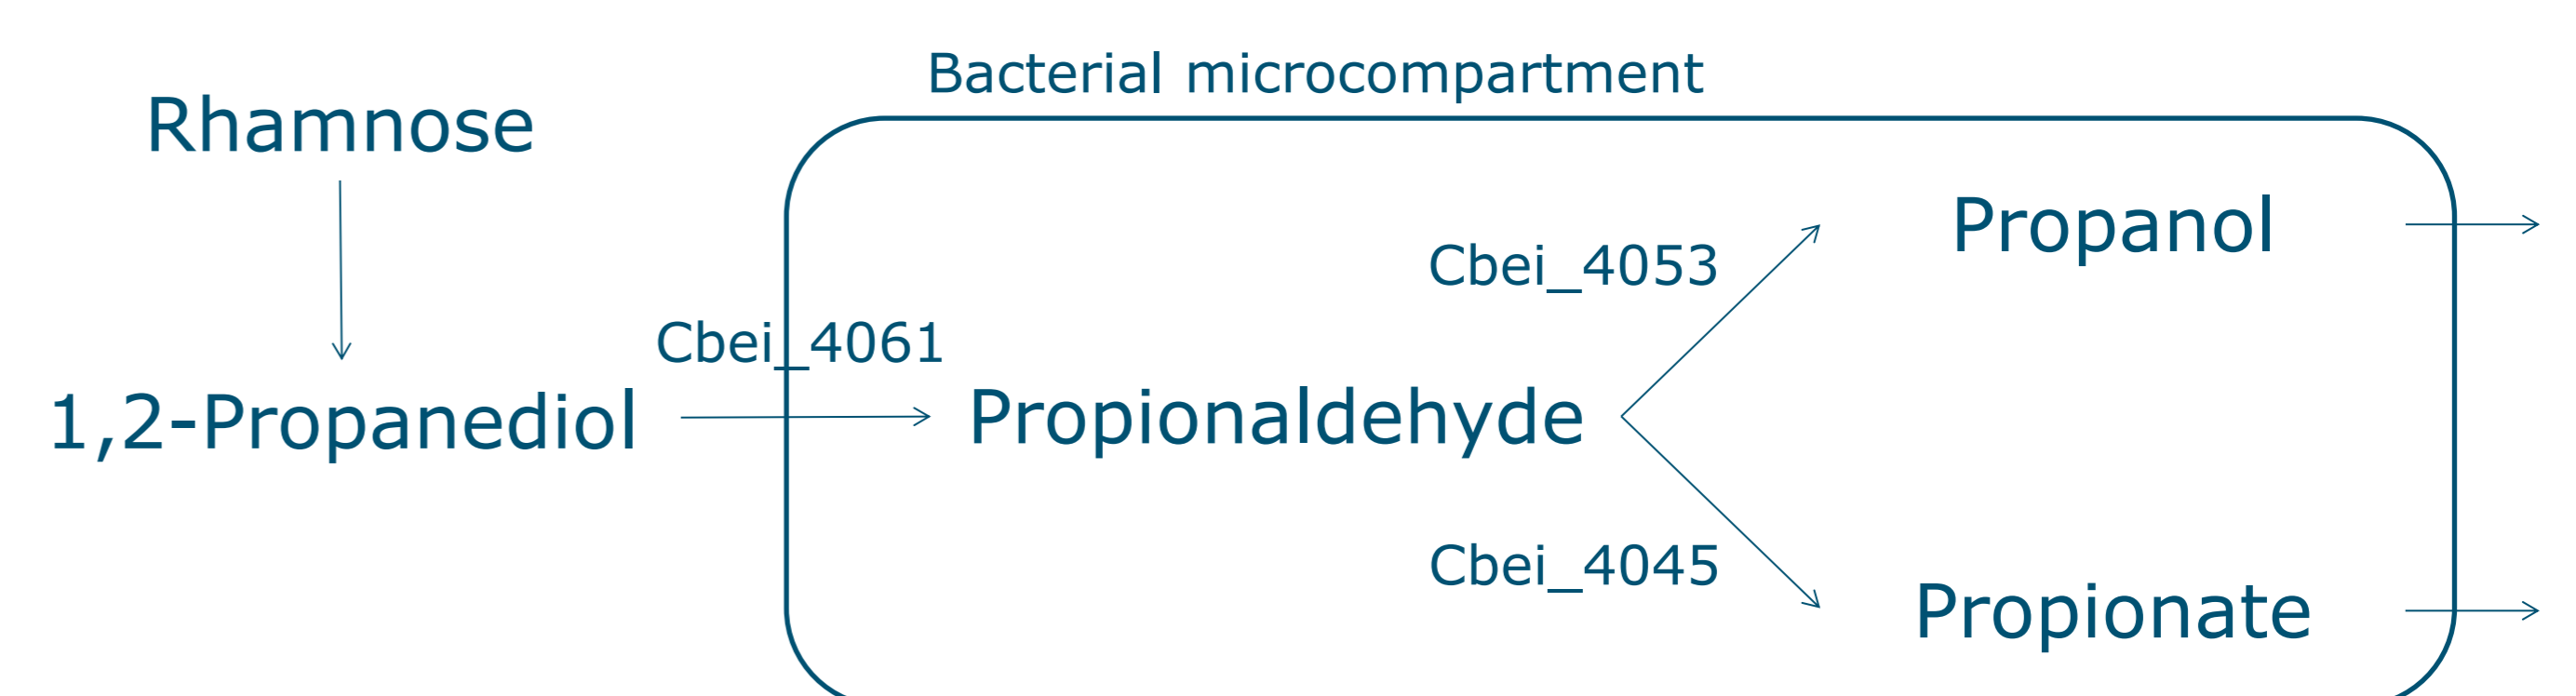 Bacterial microcompartment
Rhamnose
Propanol
Cbei_4053
Cbei_4061
1,2-Propanediol
Propionaldehyde
Cbei_4045
Propionate